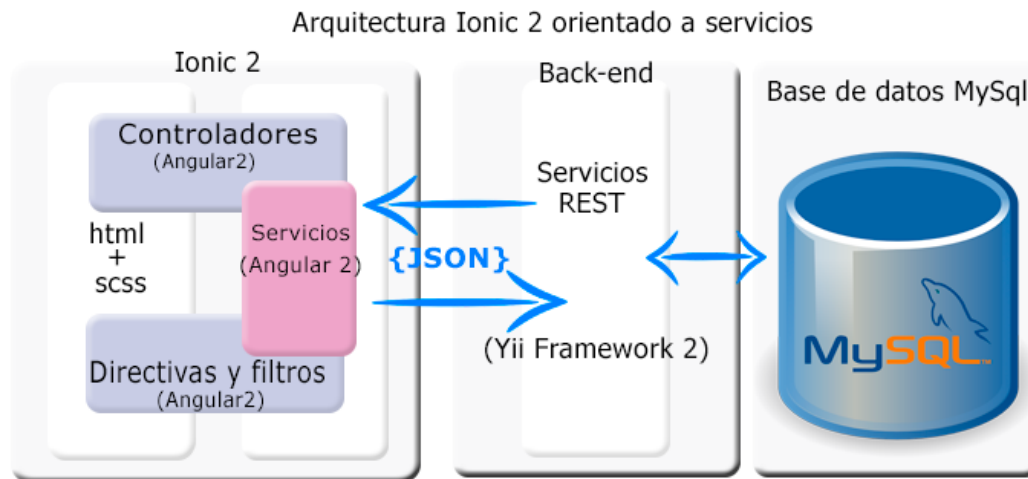 Arquitectura Ionic 2 orientado a servicios
Ionic 2
Controladores
(Angular2)
html
+
scss
Servicios
(Angular 2)
Directivas y filtros
(Angular2)
{JSON}
Back-end
Servicios
REST
(Yii Framework 2)
Base de datos MySql
MySQL™